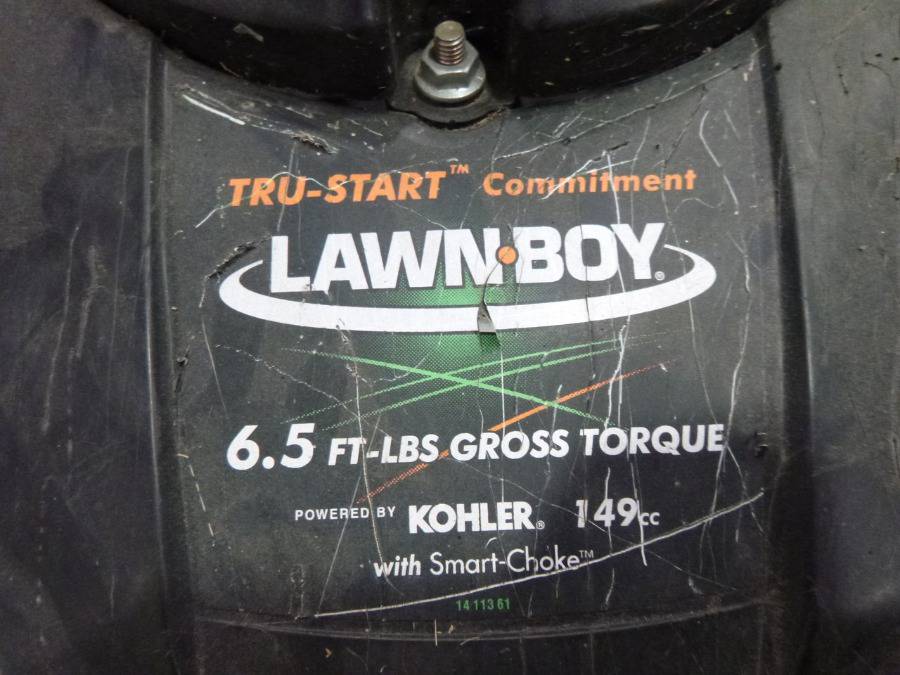 TRU-START™ Commitment
LAWN·BOY®
6.5 FT-LBS GROSS TORQUE
POWERED BY KOHLER® 149cc
with Smart-Choke™
14 113 61